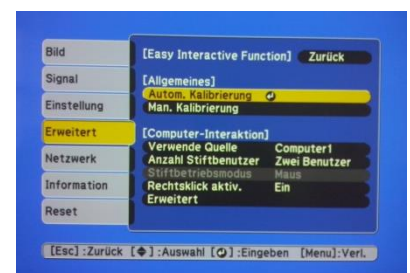 Bild
Signal
Einstellung
Erweitert
Netzwerk
Information
Reset
[Easy Interactive Function] Zurück
[Allgemeines]
Autom. Kalibrierung
Man. Kalibrierung
[Computer-Interaktion]
Verwende Quelle Computer1
Anzahl Stiftbenutzer Zwei Benutzer
Stiftbetriebsmodus Maus
Rechtsklick aktiv. Ein
Erweitert
[Esc] :Zurück [ ] :Auswahl [ ] :Eingeben [Menu]:Verl.